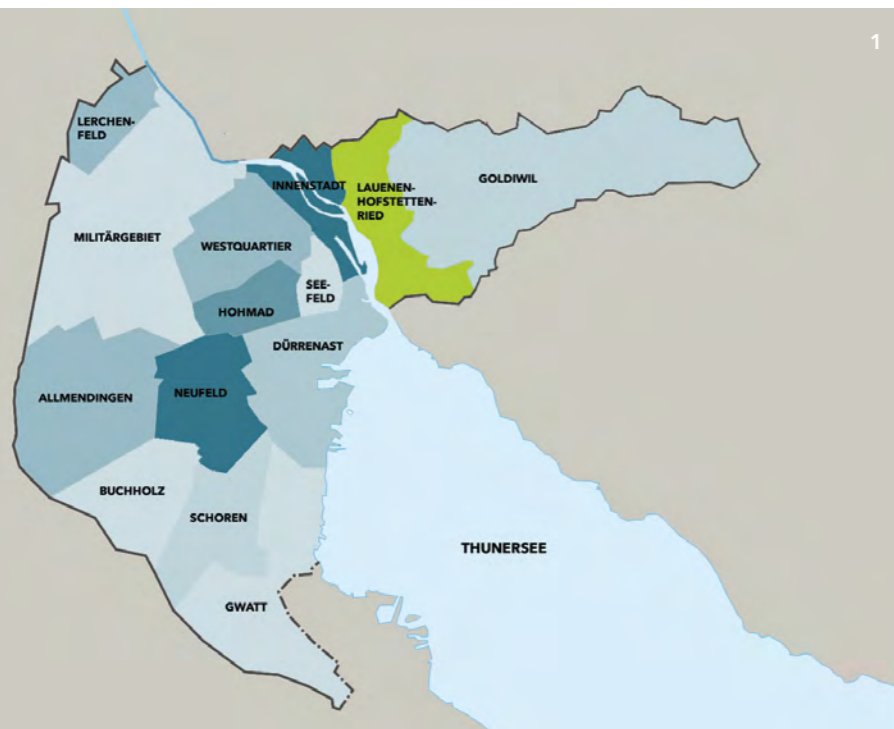 1
LERCHEN-
FELD
INNENSTADT
LAUENEN-
HOFSTETTEN-
RIED
GOLDIWIL
MILITÄRGEBIET
WESTQUARTIER
SEE-
FELD
HOHMAD
DÜRRENAST
ALLMENDINGEN
NEUFELD
BUCHHOLZ
SCHOREN
THUNERSEE
GWATT